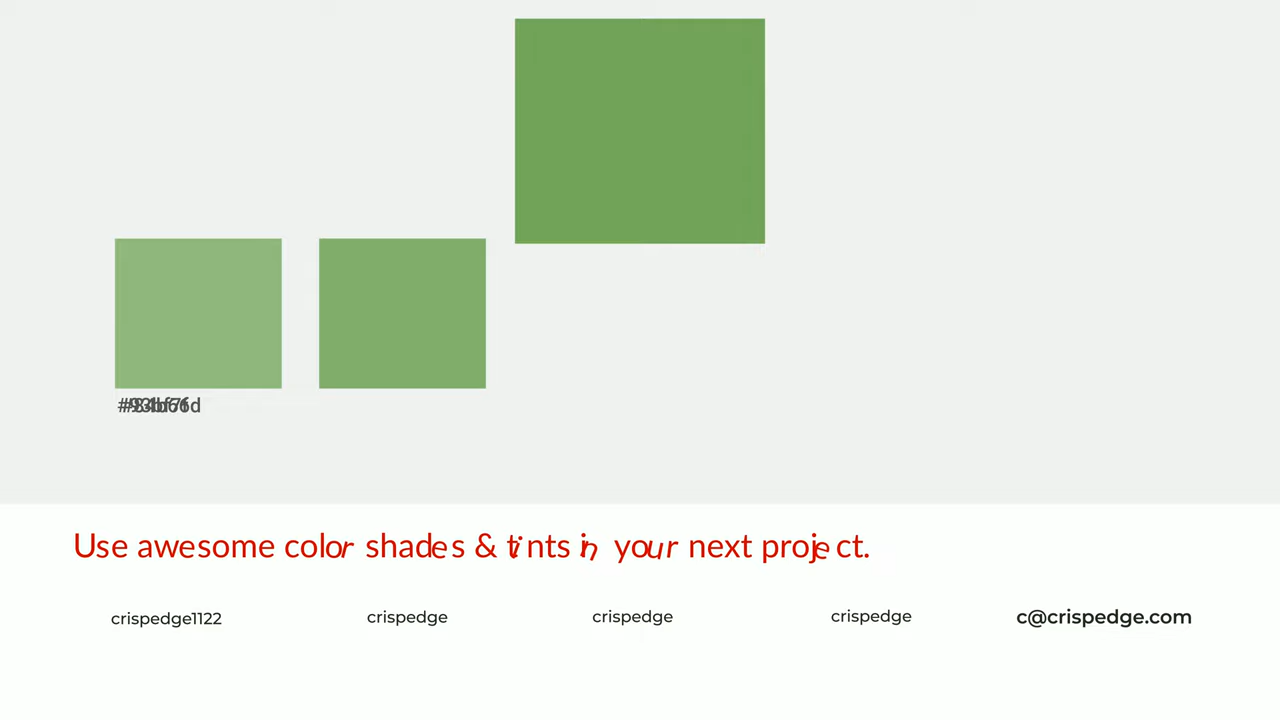 Use awesome color shades & tints in your next project.
crispedge1122 crispedge crispedge crispedge c@crispedge.com